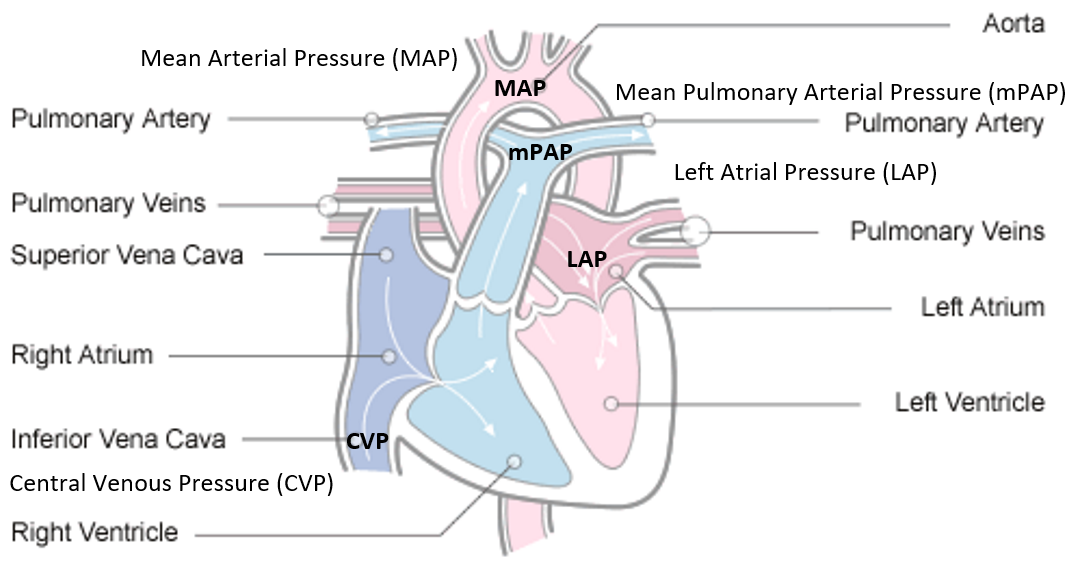 Aorta
Mean Arterial Pressure (MAP)
MAP
Mean Pulmonary Arterial Pressure (mPAP)
Pulmonary Artery
Pulmonary Artery
mPAP
Left Atrial Pressure (LAP)
Pulmonary Veins
Pulmonary Veins
Superior Vena Cava
LAP
Left Atrium
Right Atrium
Left Ventricle
Inferior Vena Cava
CVP
Central Venous Pressure (CVP)
Right Ventricle